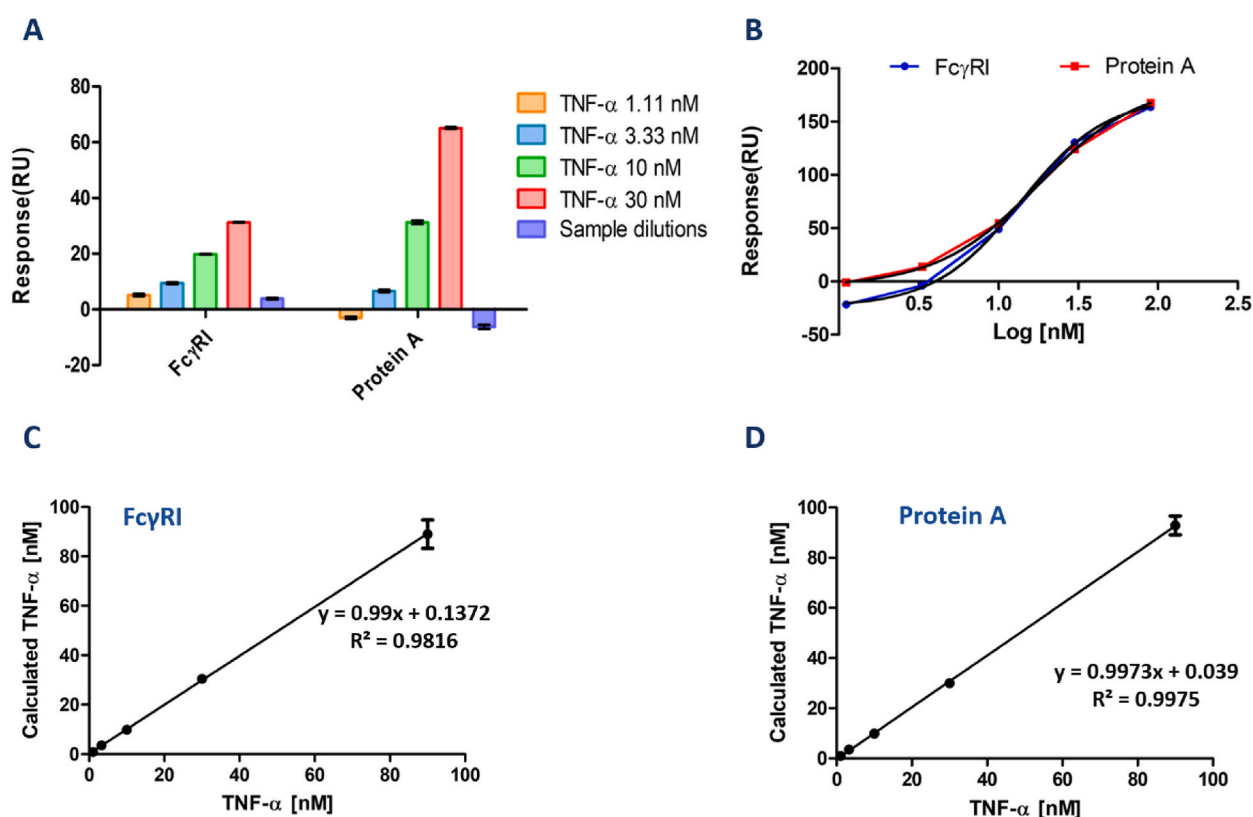 A
Response(RU)
80
60
40
20
0
-20
FcγRI
Protein A
TNF-α 1.11 nM
TNF-α 3.33 nM
TNF-α 10 nM
TNF-α 30 nM
Sample dilutions
B
FcγRI
Protein A
Response(RU)
200
150
100
50
0
-50
0.5
1.0
1.5
2.0
2.5
Log [nM]
C
FcγRI
Calculated TNF-α [nM]
100
80
60
40
20
0
y = 0.99x + 0.1372
R² = 0.9816
0 20 40 60 80 100
TNF-α [nM]
D
Protein A
Calculated TNF-α [nM]
100
80
60
40
20
0
y = 0.9973x + 0.039
R² = 0.9975
0 20 40 60 80 100
TNF-α [nM]